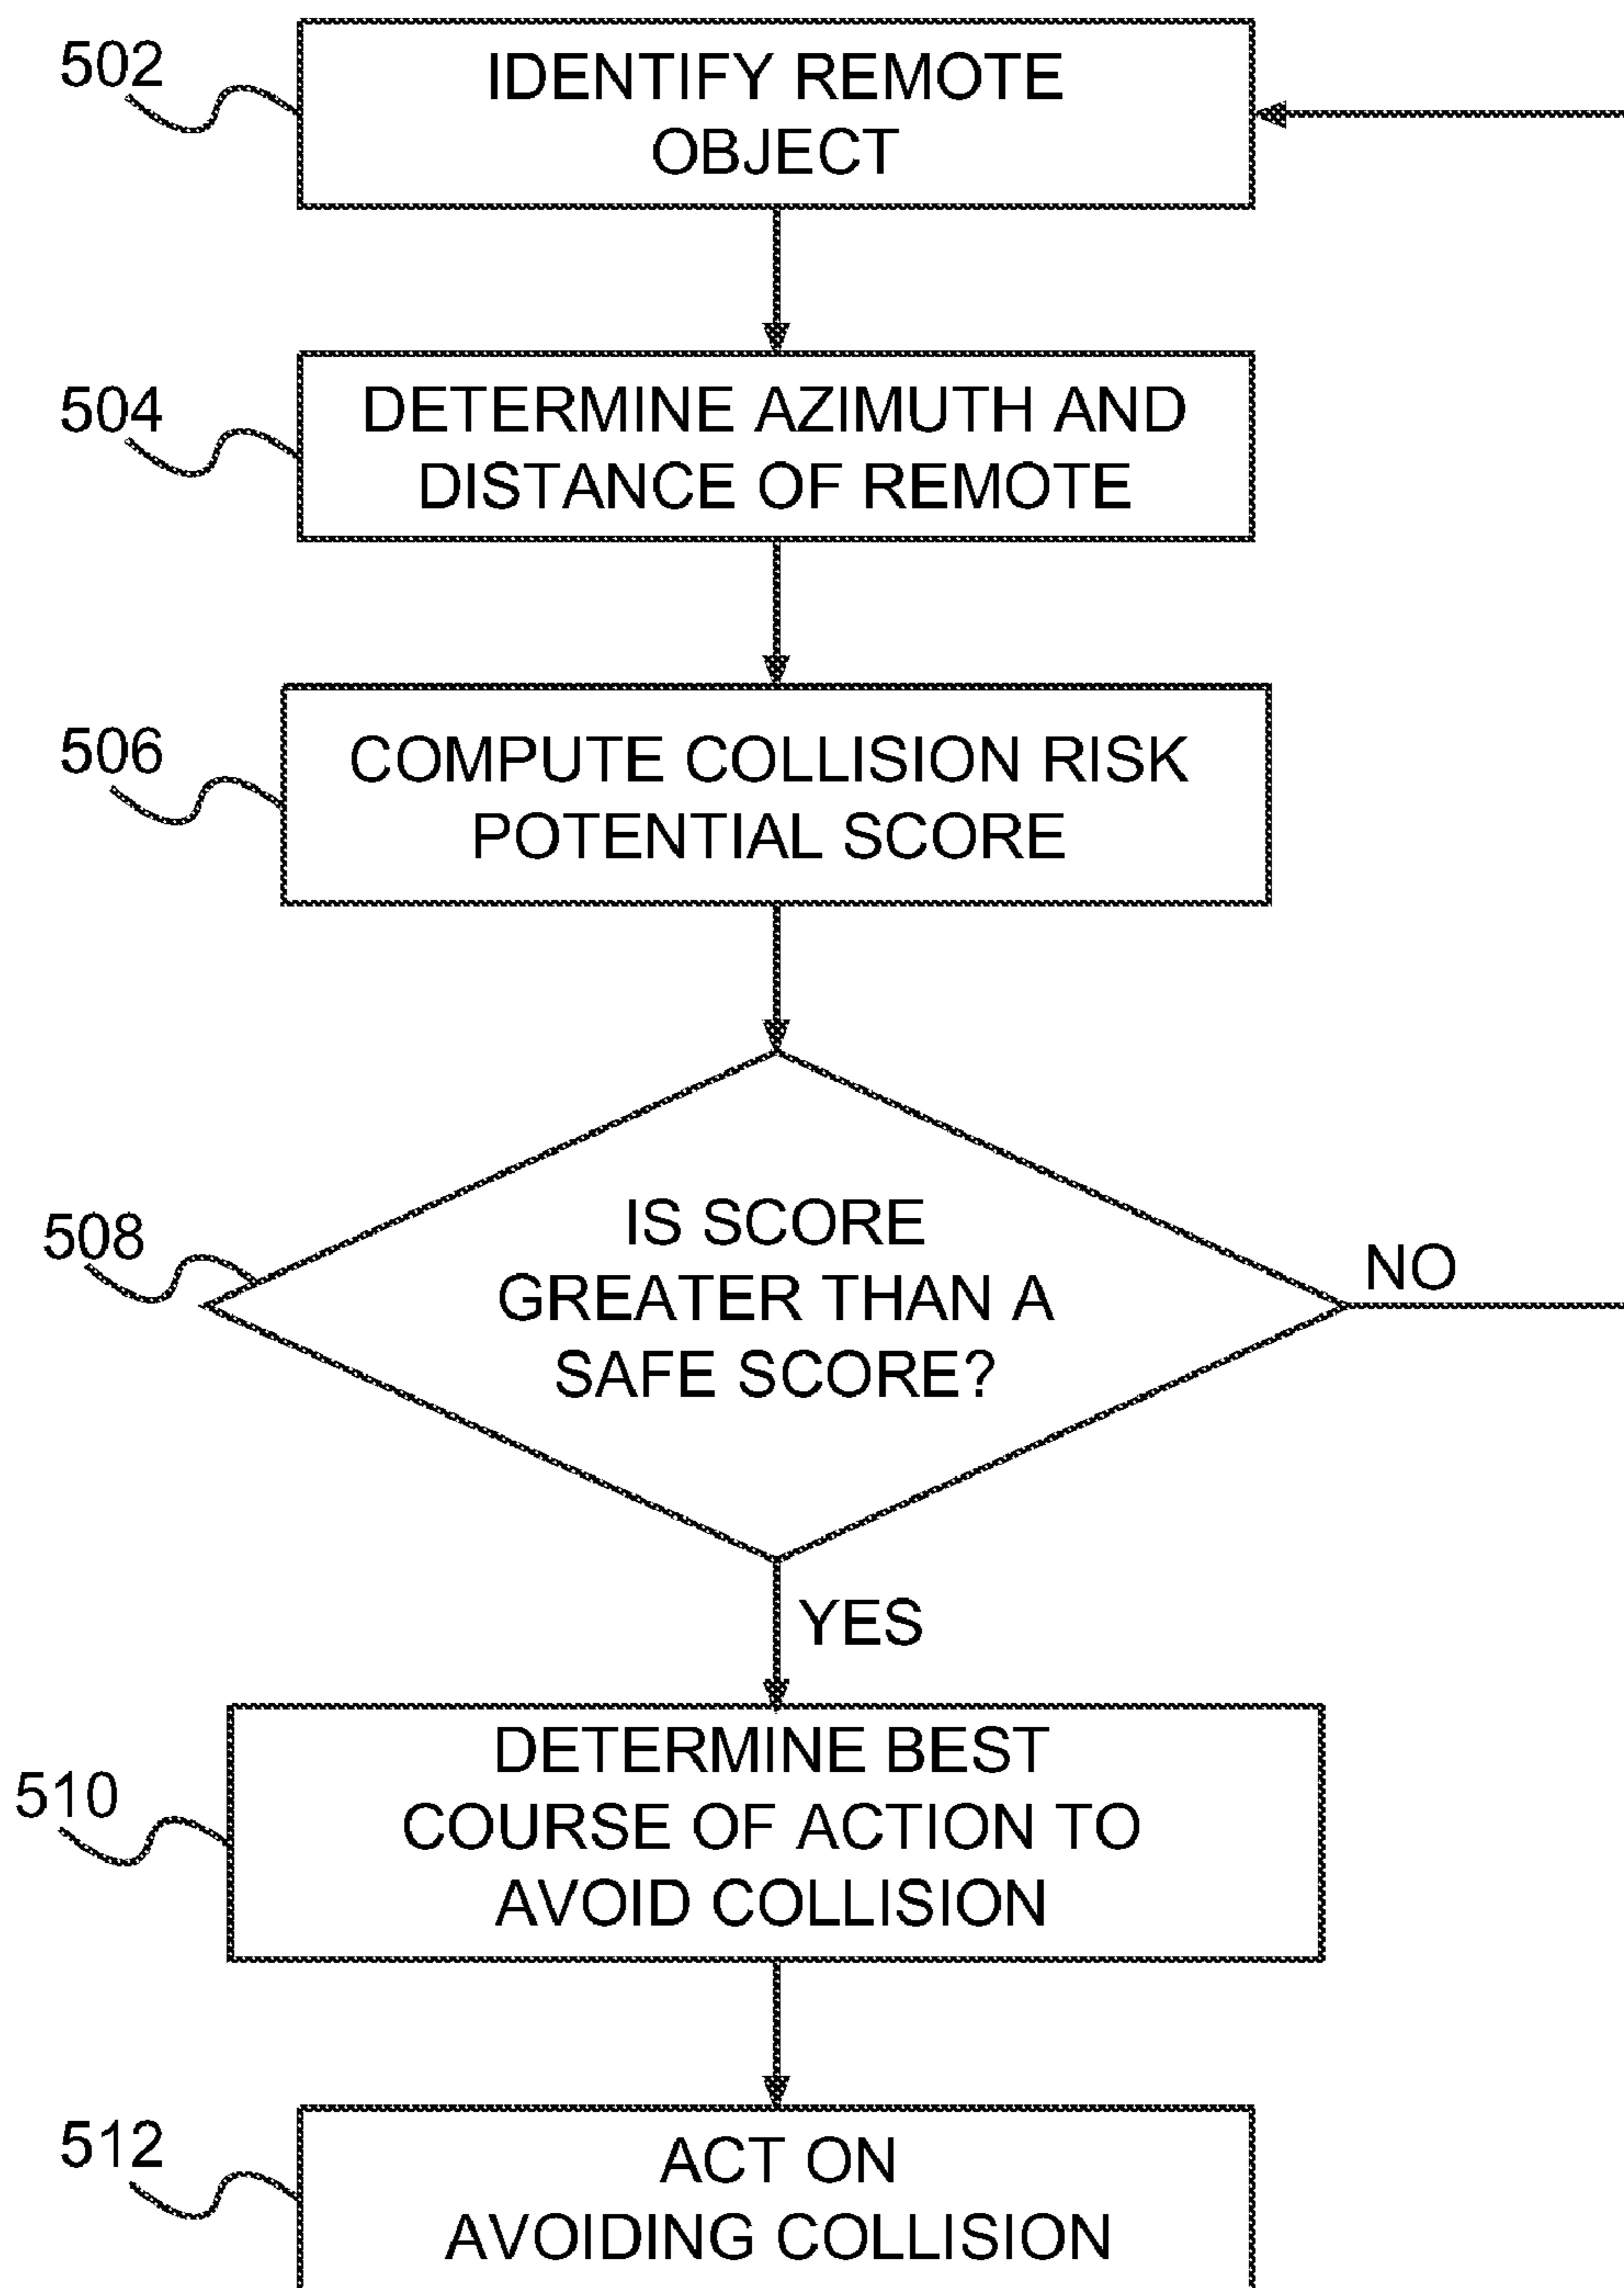 502
IDENTIFY REMOTE
OBJECT
504
DETERMINE AZIMUTH AND
DISTANCE OF REMOTE
506
COMPUTE COLLISION RISK
POTENTIAL SCORE
508
IS SCORE
GREATER THAN A
SAFE SCORE?
NO
YES
510
DETERMINE BEST
COURSE OF ACTION TO
AVOID COLLISION
512
ACT ON
AVOIDING COLLISION